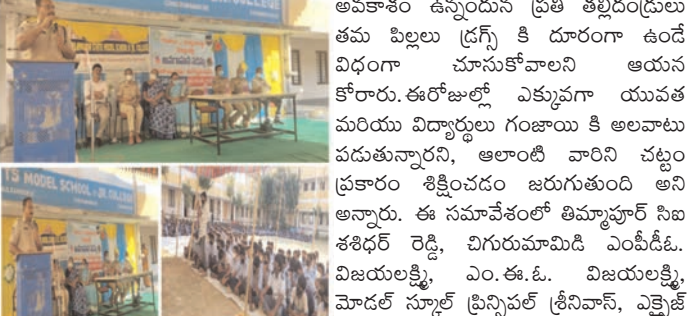 COLLEGE
TS MODEL SCHOOL & JR. COLLEGE
అవకాశం ఉన్నందున ప్రతి తల్లిదండ్రులు
తమ పిల్లలు డ్రగ్స్ కి దూరంగా ఉండే
విధంగా చూసుకోవాలని ఆయన
కోరారు.ఈరోజుల్లో ఎక్కువగా యువత
మరియు విద్యార్థులు గంజాయి కి అలవాటు
పడుతున్నారని, ఆలాంటి వారిని చట్టం
ప్రకారం శిక్షించడం జరుగుతుంది అని
అన్నారు. ఈ సమావేశంలో తిమ్మాపూర్ సిఐ
శశిధర్ రెడ్డి, చిగురుమామిడి ఎంపీడీఓ.
విజయలక్ష్మి, ఎం.ఈ.ఓ. విజయలక్ష్మి,
మోడల్ స్కూల్ ప్రిన్సిపల్ శ్రీనివాస్, ఎక్సైజ్